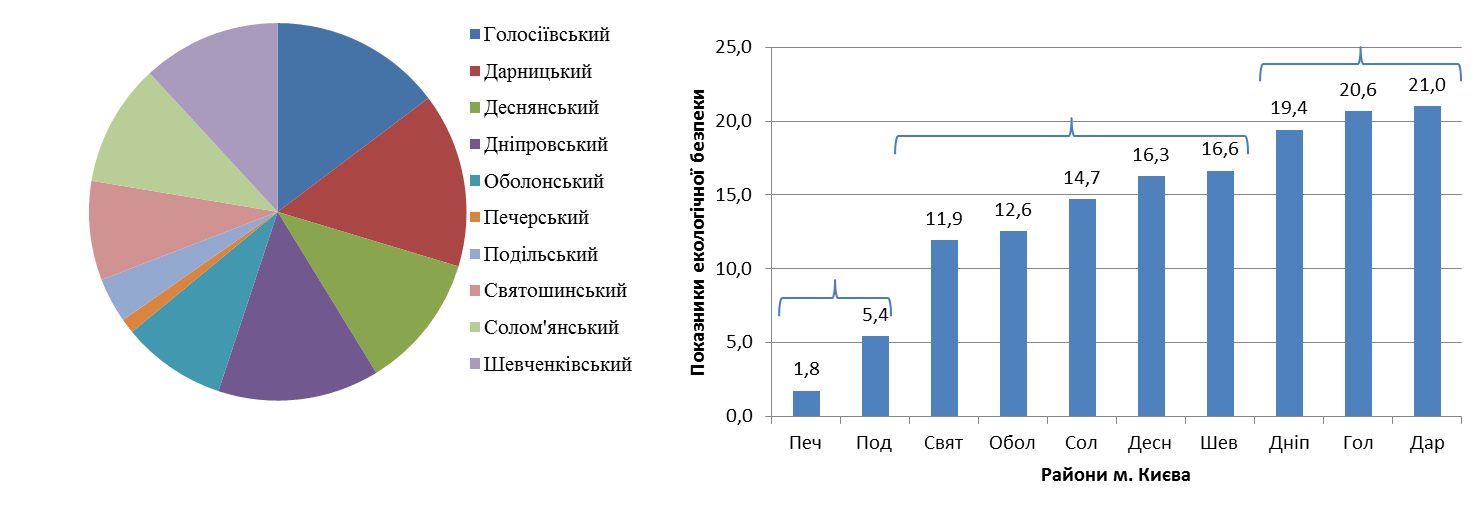 Голосіївський
Дарницький
Деснянський
Дніпровський
Оболонський
Печерський
Подільський
Святошинський
Солом'янський
Шевченківський
Показники екологічної безпеки
25,0
20,0
15,0
10,0
5,0
0,0
1,8
5,4
11,9
12,6
14,7
16,3
16,6
19,4
20,6
21,0
Печ Под Свят Обол Сол Десн Шев Дніп Гол Дар
Райони м. Києва